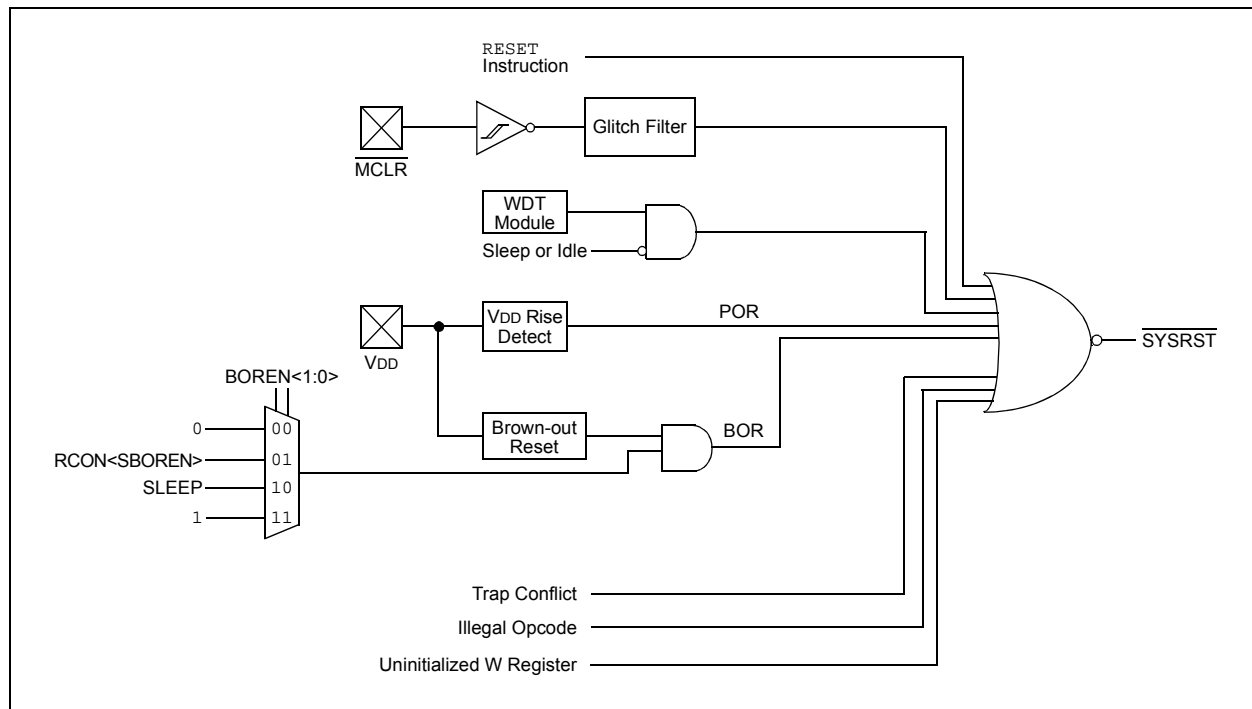 RESET
Instruction
MCLR
Glitch Filter
WDT
Module
Sleep or Idle
VDD
VDD Rise
Detect
POR
SYSRST
BOREN<1:0>
0
00
RCON<SBOREN>
01
SLEEP
10
1
11
Brown-out
Reset
BOR
Trap Conflict
Illegal Opcode
Uninitialized W Register